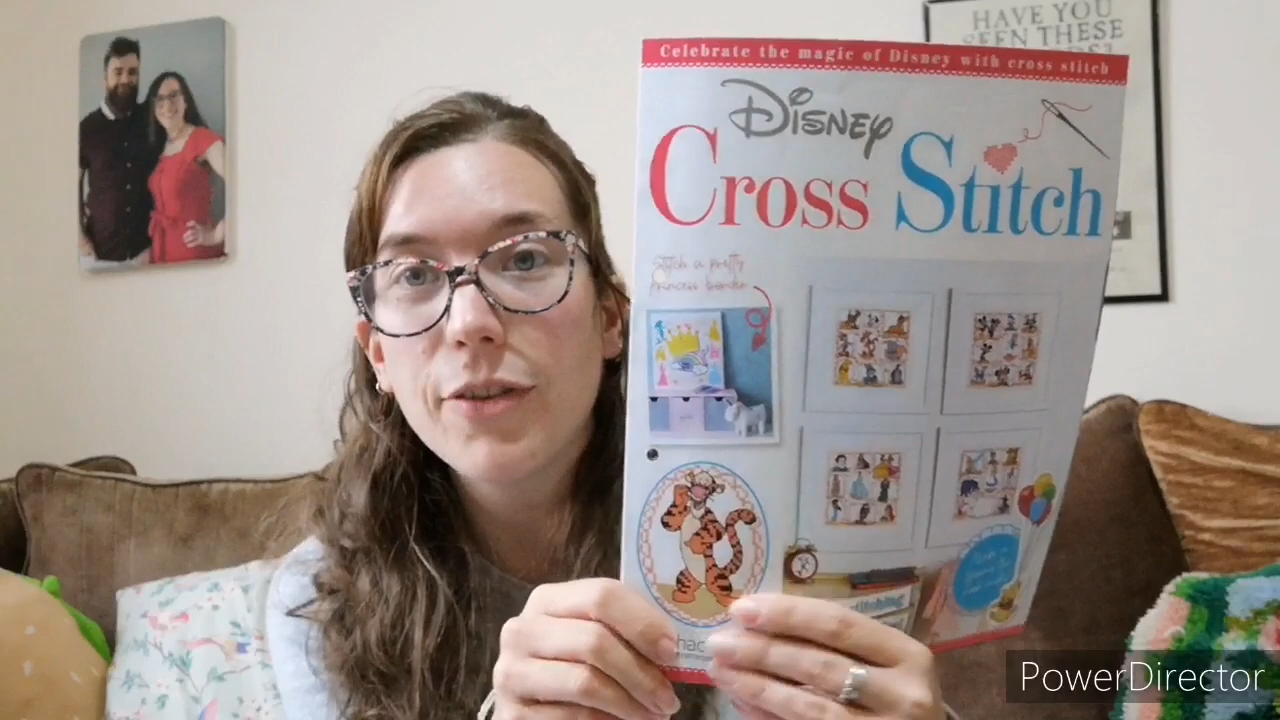 HAVE YOU
SEEN THESE
Celebrate the magic of Disney with cross stitch
Disney
Cross Stitch
Stitch a pretty
princess border
hac
PowerDirector